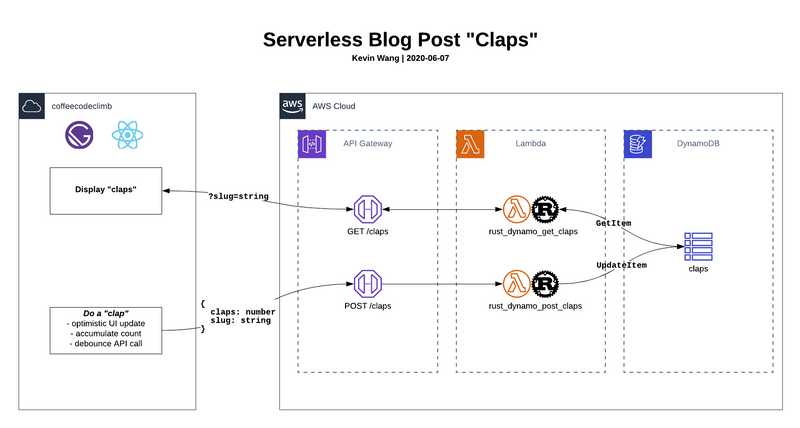 Serverless Blog Post "Claps"
Kevin Wang | 2020-06-07
coffeecodeclimb
aws
AWS Cloud
API Gateway
Lambda
DynamoDB
Display "claps"
?slug=string
GET /claps
rust_dynamo_get_claps
GetItem
claps
UpdateItem
POST /claps
rust_dynamo_post_claps
Do a "clap"
- optimistic UI update
- accumulate count
- debounce API call
{
claps: number
slug: string
}